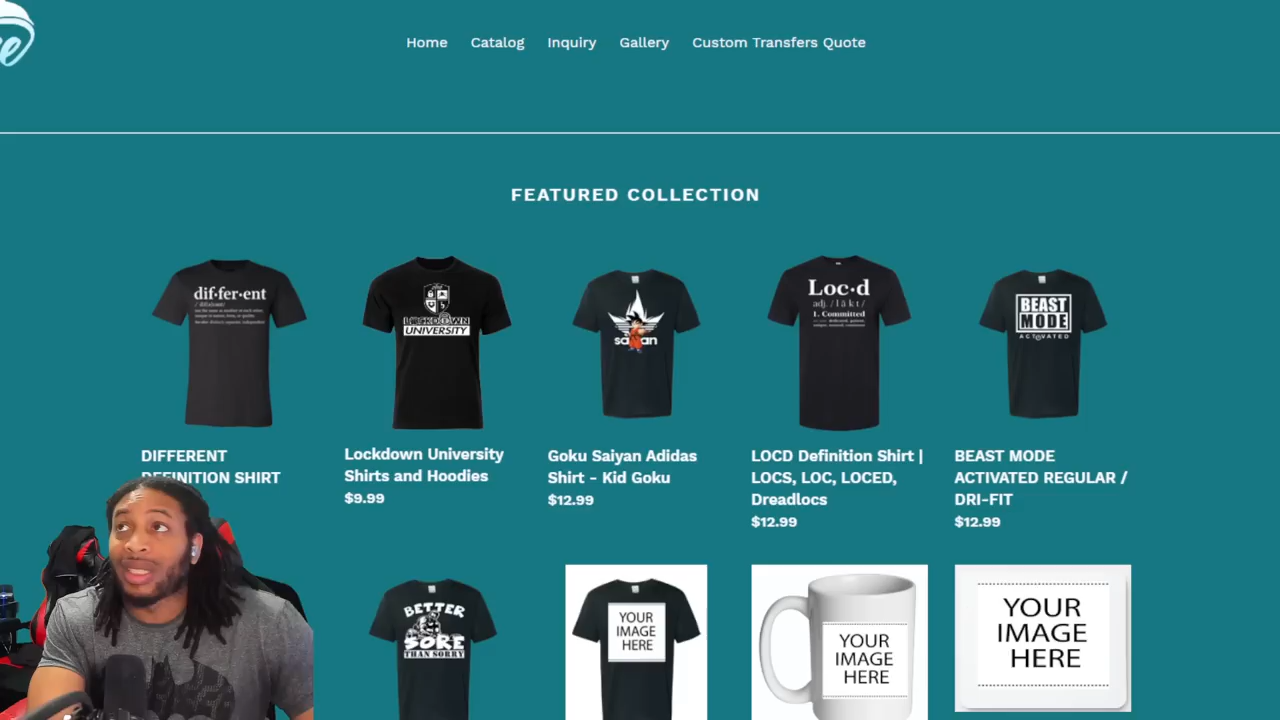 Home Catalog Inquiry Gallery Custom Transfers Quote
FEATURED COLLECTION
dif·fer·ent
LOCKDOWN
UNIVERSITY
saiyan
Loc·d
1. Committed
BEAST
MODE
ACTIVATED
DIFFERENT
DEFINITION SHIRT
Lockdown University
Shirts and Hoodies
$9.99
Goku Saiyan Adidas
Shirt - Kid Goku
$12.99
LOCD Definition Shirt |
LOCS, LOC, LOCED,
Dreadlocs
$12.99
BEAST MODE
ACTIVATED REGULAR /
DRI-FIT
$12.99
BETTER
SORE
THAN SORRY
YOUR
IMAGE
HERE
YOUR
IMAGE
HERE
YOUR
IMAGE
HERE